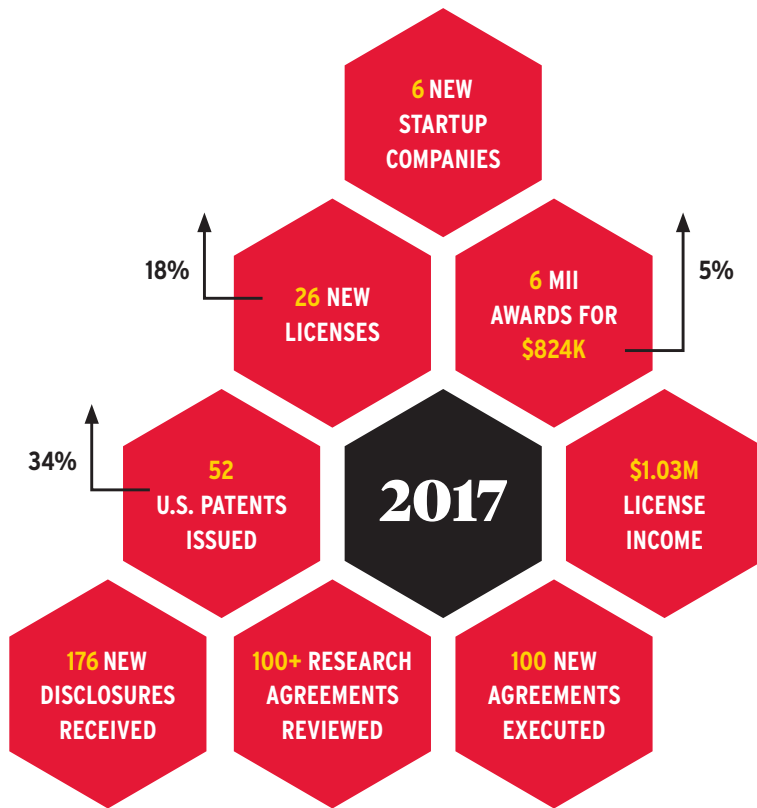 6 NEW
STARTUP
COMPANIES
18%
26 NEW
LICENSES
6 MII
AWARDS FOR
$824K
5%
34%
52
U.S. PATENTS
ISSUED
2017
$1.03M
LICENSE
INCOME
176 NEW
DISCLOSURES
RECEIVED
100+ RESEARCH
AGREEMENTS
REVIEWED
100 NEW
AGREEMENTS
EXECUTED